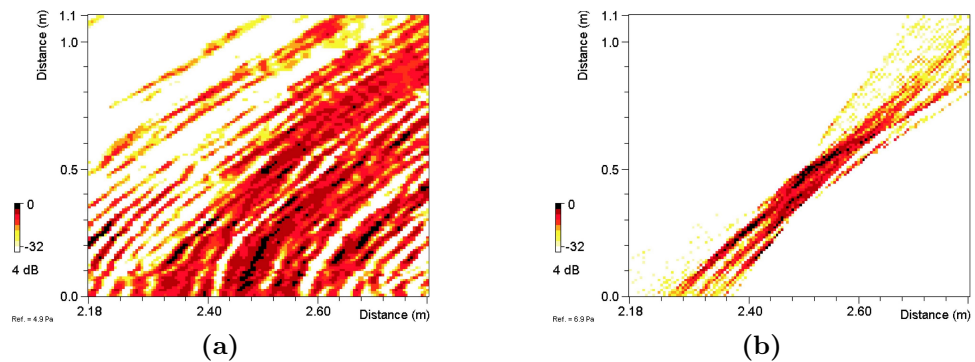 Distance (m)
1.1
1.0
0.5
0.0
0
-32
4 dB
Ref. = 4.9 Pa
2.18
2.40
2.60
Distance (m)
(a)
Distance (m)
1.1
1.0
0.5
0.0
0
-32
4 dB
Ref. = 6.9 Pa
2.18
2.40
2.60
Distance (m)
(b)